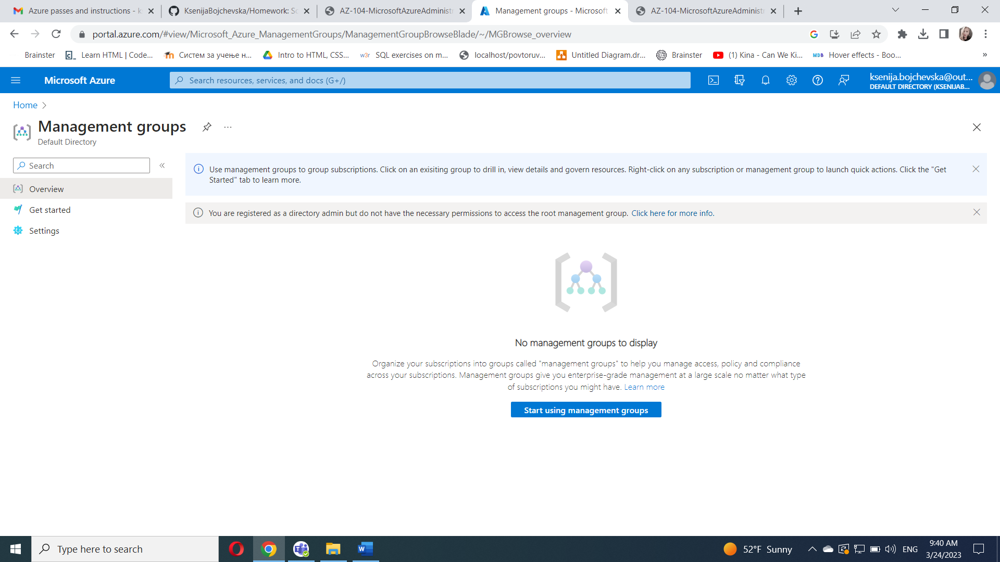 Azure passes and instructions - k
KsenijaBojchevska/Homework: Sc
AZ-104-MicrosoftAzureAdministr
Management groups - Microsoft
AZ-104-MicrosoftAzureAdministr
portal.azure.com/#view/Microsoft_Azure_ManagementGroups/ManagementGroupBrowseBlade/~/MGBrowse_overview
Brainster
Learn HTML | Code...
Систем за учење н...
Intro to HTML, CSS...
w3r SQL exercises on m...
localhost/povtoruv...
Untitled Diagram.dr...
Brainster
(1) Kina - Can We Ki...
MDB Hover effects - Boo...
»
Microsoft Azure
Search resources, services, and docs (G+/)
ksenija.bojchevska@out...
DEFAULT DIRECTORY (KSENIJAB...
Home
Management groups
...
Default Directory
Search
«
Overview
Get started
Settings
Use management groups to group subscriptions. Click on an exisiting group to drill in, view details and govern resources. Right-click on any subscription or management group to launch quick actions. Click the "Get
Started" tab to learn more.
You are registered as a directory admin but do not have the necessary permissions to access the root management group. Click here for more info.
No management groups to display
Organize your subscriptions into groups called "management groups" to help you manage access, policy and compliance
across your subscriptions. Management groups give you enterprise-grade management at a large scale no matter what type
of subscriptions you might have. Learn more
Start using management groups
Type here to search
52°F Sunny
ENG
9:40 AM
3/24/2023